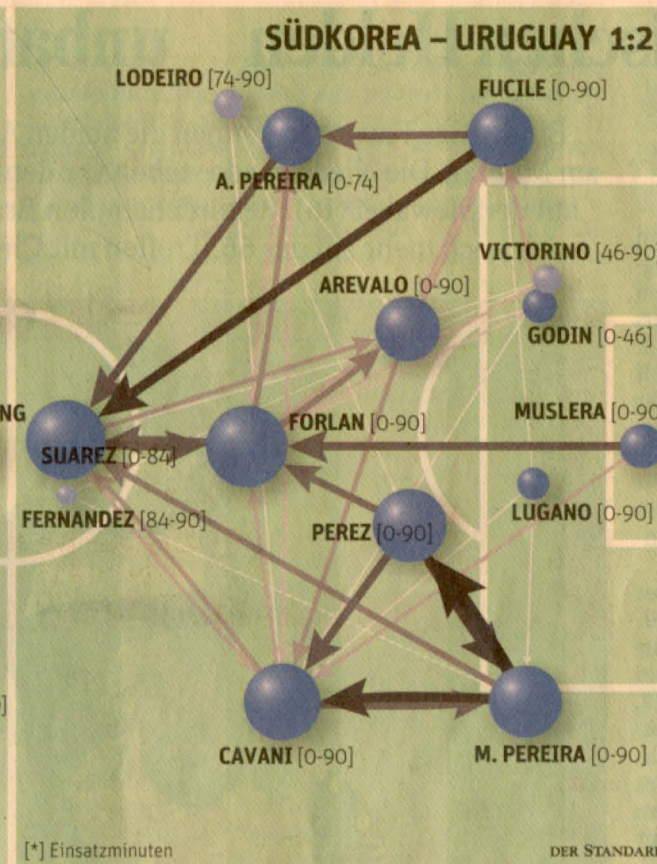 SÜDKOREA – URUGUAY 1:2
LODEIRO [74-90]
FUCILE [0-90]
A. PEREIRA [0-74]
VICTORINO [46-90
AREVALO [0-90]
GODIN [0-46]
NG
FORLAN [0-90]
MUSLERA [0-90
SUAREZ [0-84]
FERNANDEZ [84-90]
PEREZ [0-90]
LUGANO [0-90]
]
CAVANI [0-90]
M. PEREIRA [0-90]
[*] Einsatzminuten
DER STANDARD